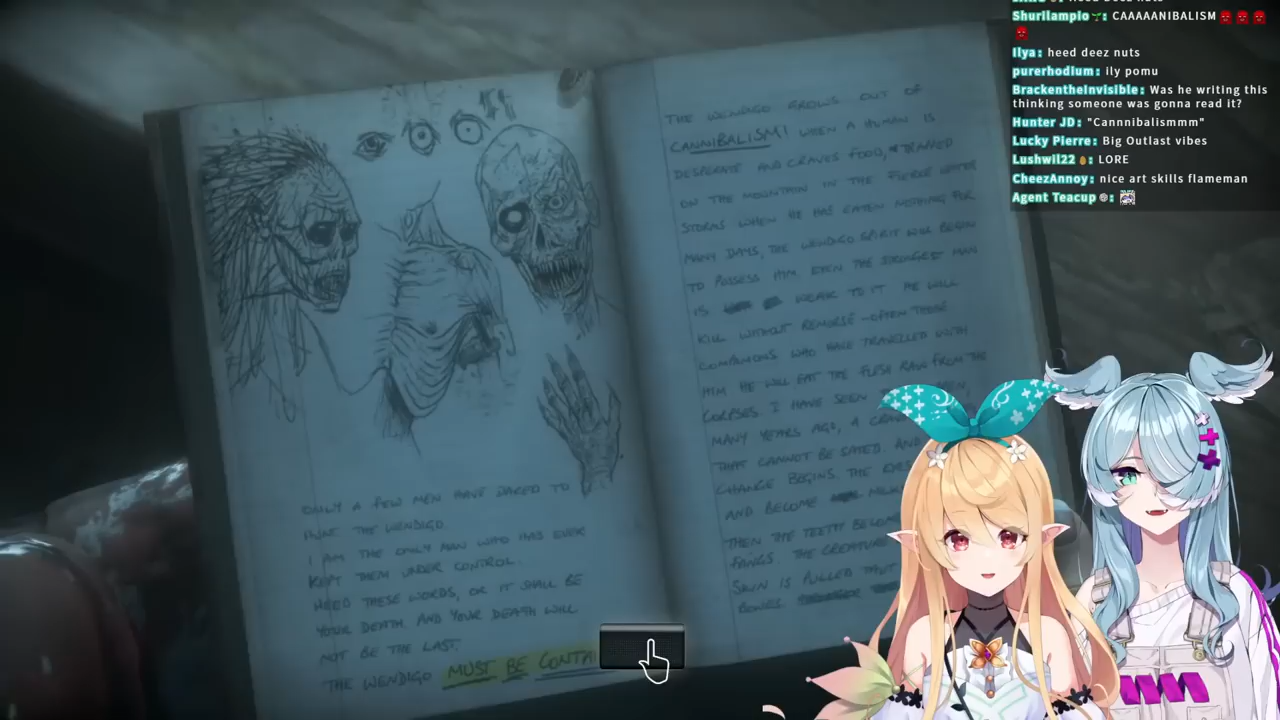 Shurilampio: CAAAAANIBALISM
Ilya: heed deez nuts
purerhodium: ily pomu
BrackentheInvisible: Was he writing this
thinking someone was gonna read it?
Hunter JD: "Cannnibalismmm"
Lucky Pierre: Big Outlast vibes
Lushwil22: LORE
CheezAnnoy: nice art skills flameman
Agent Teacup:
ONLY A FEW MEN HAVE DARED TO
HUNT THE WENDIGO.
I AM THE ONLY MAN WHO HAS EVER
KEPT THEM UNDER CONTROL.
HEED THESE WORDS, OR IT SHALL BE
YOUR DEATH. AND YOUR DEATH WILL
NOT BE THE LAST.
THE WENDIGO MUST BE CONTA
THE WENDIGO GROWS OUT OF
CANNIBALISM! WHEN A HUMAN IS
DESPERATE AND CRAVES FOOD, & TRAPPED
ON THE MOUNTAIN IN THE FIERCE WINTER
STORMS WHEN HE HAS EATEN NOTHING FOR
MANY DAYS, THE WENDIGO SPIRIT WILL BEGIN
TO POSSESS HIM. EVEN THE STRONGEST MAN
IS WEAK TO IT. HE WILL
KILL WITHOUT REMORSE - OFTEN THOSE
COMPANIONS WHO HAVE TRAVELLED WITH
HIM. HE WILL EAT THE FLESH RAW FROM THE
CORPSES. I HAVE SEEN
MANY YEARS AGO, A
THAT CANNOT BE SATED. AND
CHANGE BEGINS. THE EYES
AND BECOME
THEN THE TEETH BECOME
FANGS. THE CREATURE
SKIN IS PULLED
BONES.